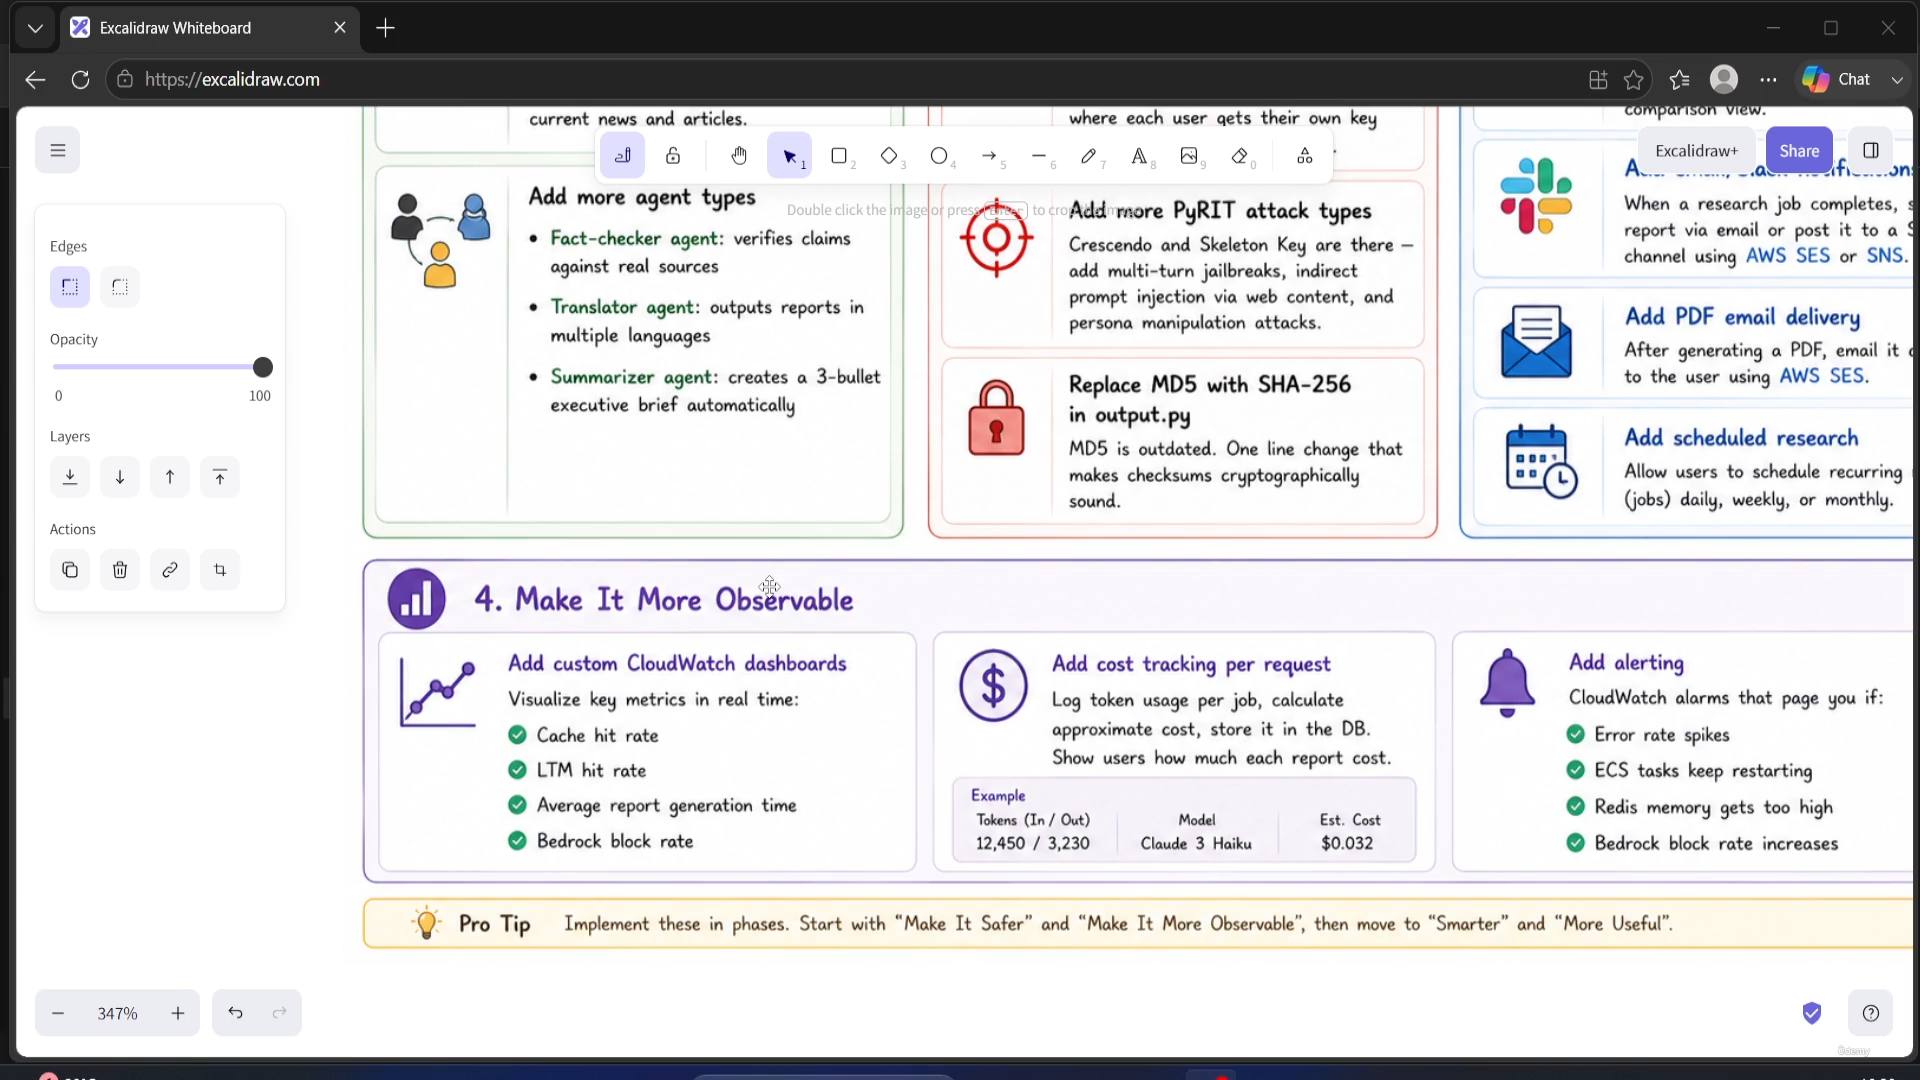 Excalidraw Whiteboard
https://excalidraw.com
Chat
current news and articles.
where each user gets their own key
comparison view.
1
2
3
4
5
6
7
8
9
0
Excalidraw+
Share
Edges
Opacity
0
100
Layers
Actions
Add more agent types
Fact-checker agent: verifies claims
against real sources
Translator agent: outputs reports in
multiple languages
Summarizer agent: creates a 3-bullet
executive brief automatically
Double click the image or press Enter to crop the image
Add more PyRIT attack types
Crescendo and Skeleton Key are there —
add multi-turn jailbreaks, indirect
prompt injection via web content, and
persona manipulation attacks.
Replace MD5 with SHA-256
in output.py
MD5 is outdated. One line change that
makes checksums cryptographically
sound.
When a research job completes, s
report via email or post it to a S
channel using AWS SES or SNS.
Add PDF email delivery
After generating a PDF, email it
to the user using AWS SES.
Add scheduled research
Allow users to schedule recurring
(jobs) daily, weekly, or monthly.
4. Make It More Observable
Add custom CloudWatch dashboards
Visualize key metrics in real time:
Cache hit rate
LTM hit rate
Average report generation time
Bedrock block rate
Add cost tracking per request
Log token usage per job, calculate
approximate cost, store it in the DB.
Show users how much each report cost.
Example
Tokens (In / Out) Model Est. Cost
12,450 / 3,230 Claude 3 Haiku $0.032
Add alerting
CloudWatch alarms that page you if:
Error rate spikes
ECS tasks keep restarting
Redis memory gets too high
Bedrock block rate increases
Pro Tip Implement these in phases. Start with “Make It Safer” and “Make It More Observable”, then move to “Smarter” and “More Useful”.
347%
Udemy